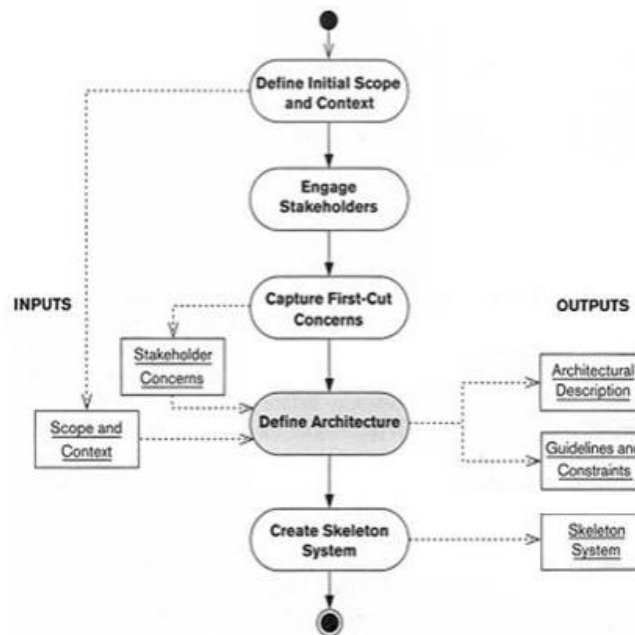 Define Initial Scope
and Context
Engage
Stakeholders
Capture First-Cut
Concerns
INPUTS
OUTPUTS
Stakeholder
Concerns
Architectural
Description
Define Architecture
Scope and
Context
Guidelines and
Constraints
Create Skeleton
System
Skeleton
System